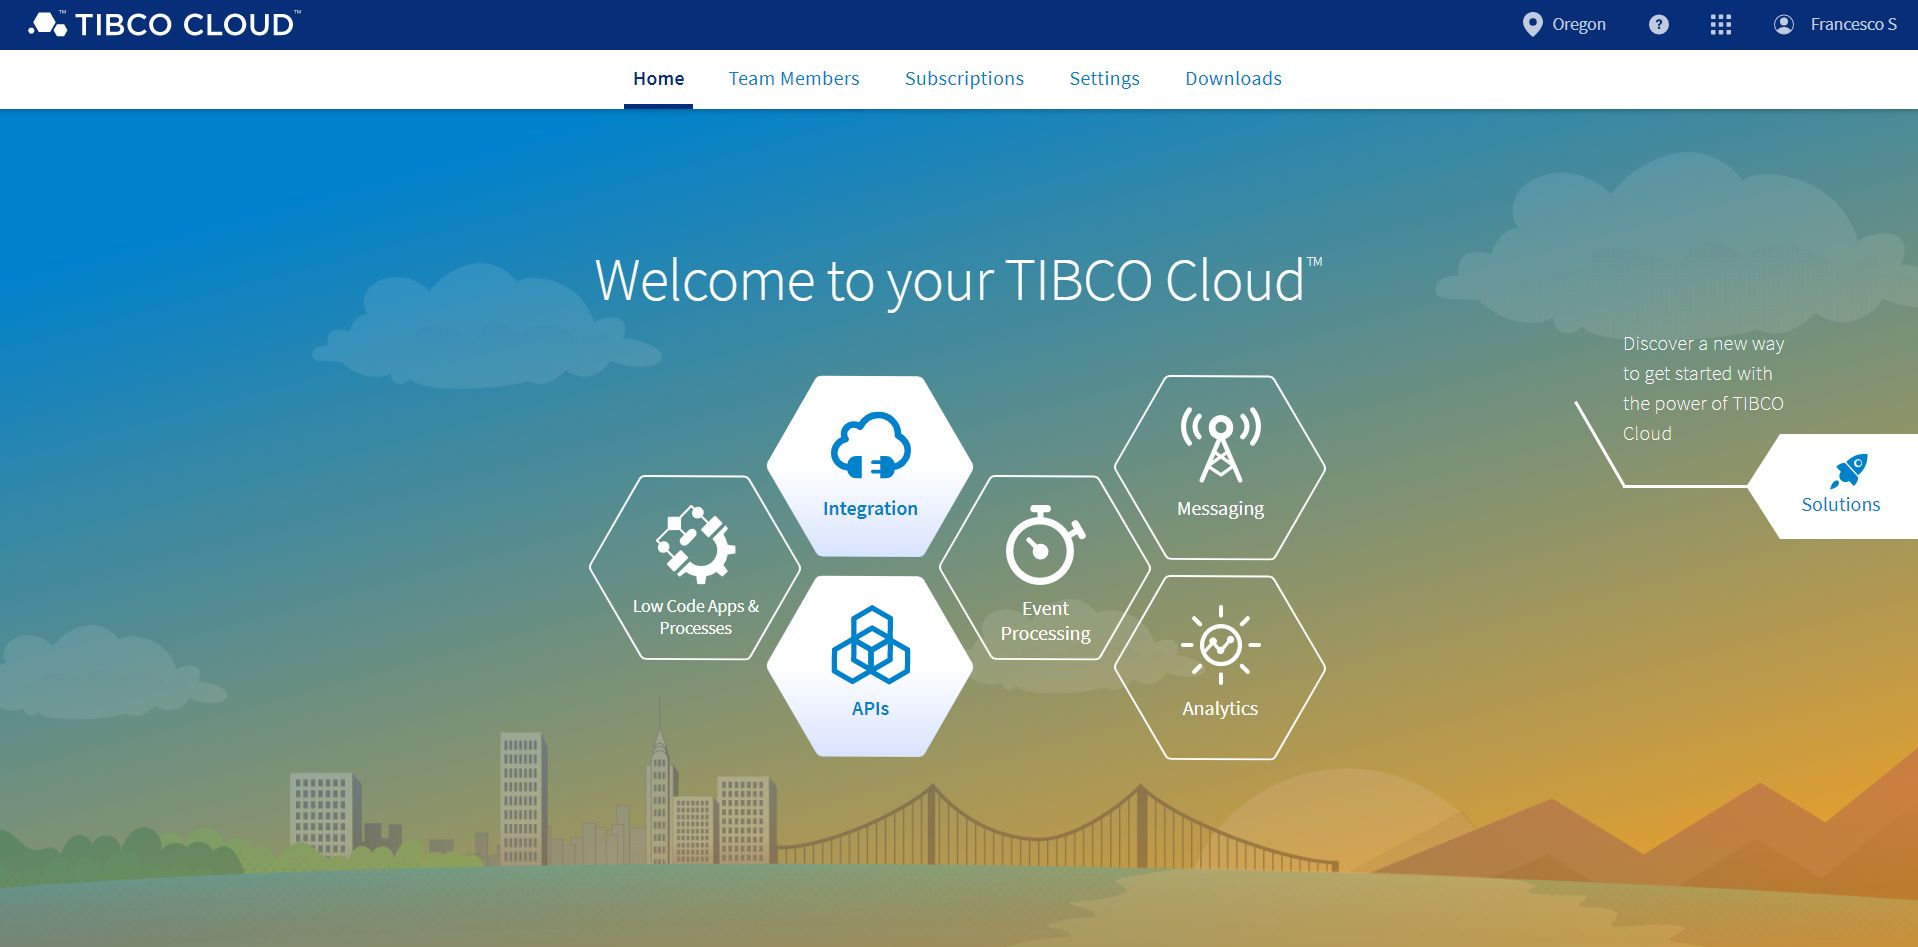 TIBCO CLOUD™
Oregon
?
Francesco S
Home
Team Members
Subscriptions
Settings
Downloads
Welcome to your TIBCO Cloud™
Discover a new way
to get started with
the power of TIBCO
Cloud
Solutions
Integration
Messaging
Low Code Apps &
Processes
Event
Processing
APIs
Analytics